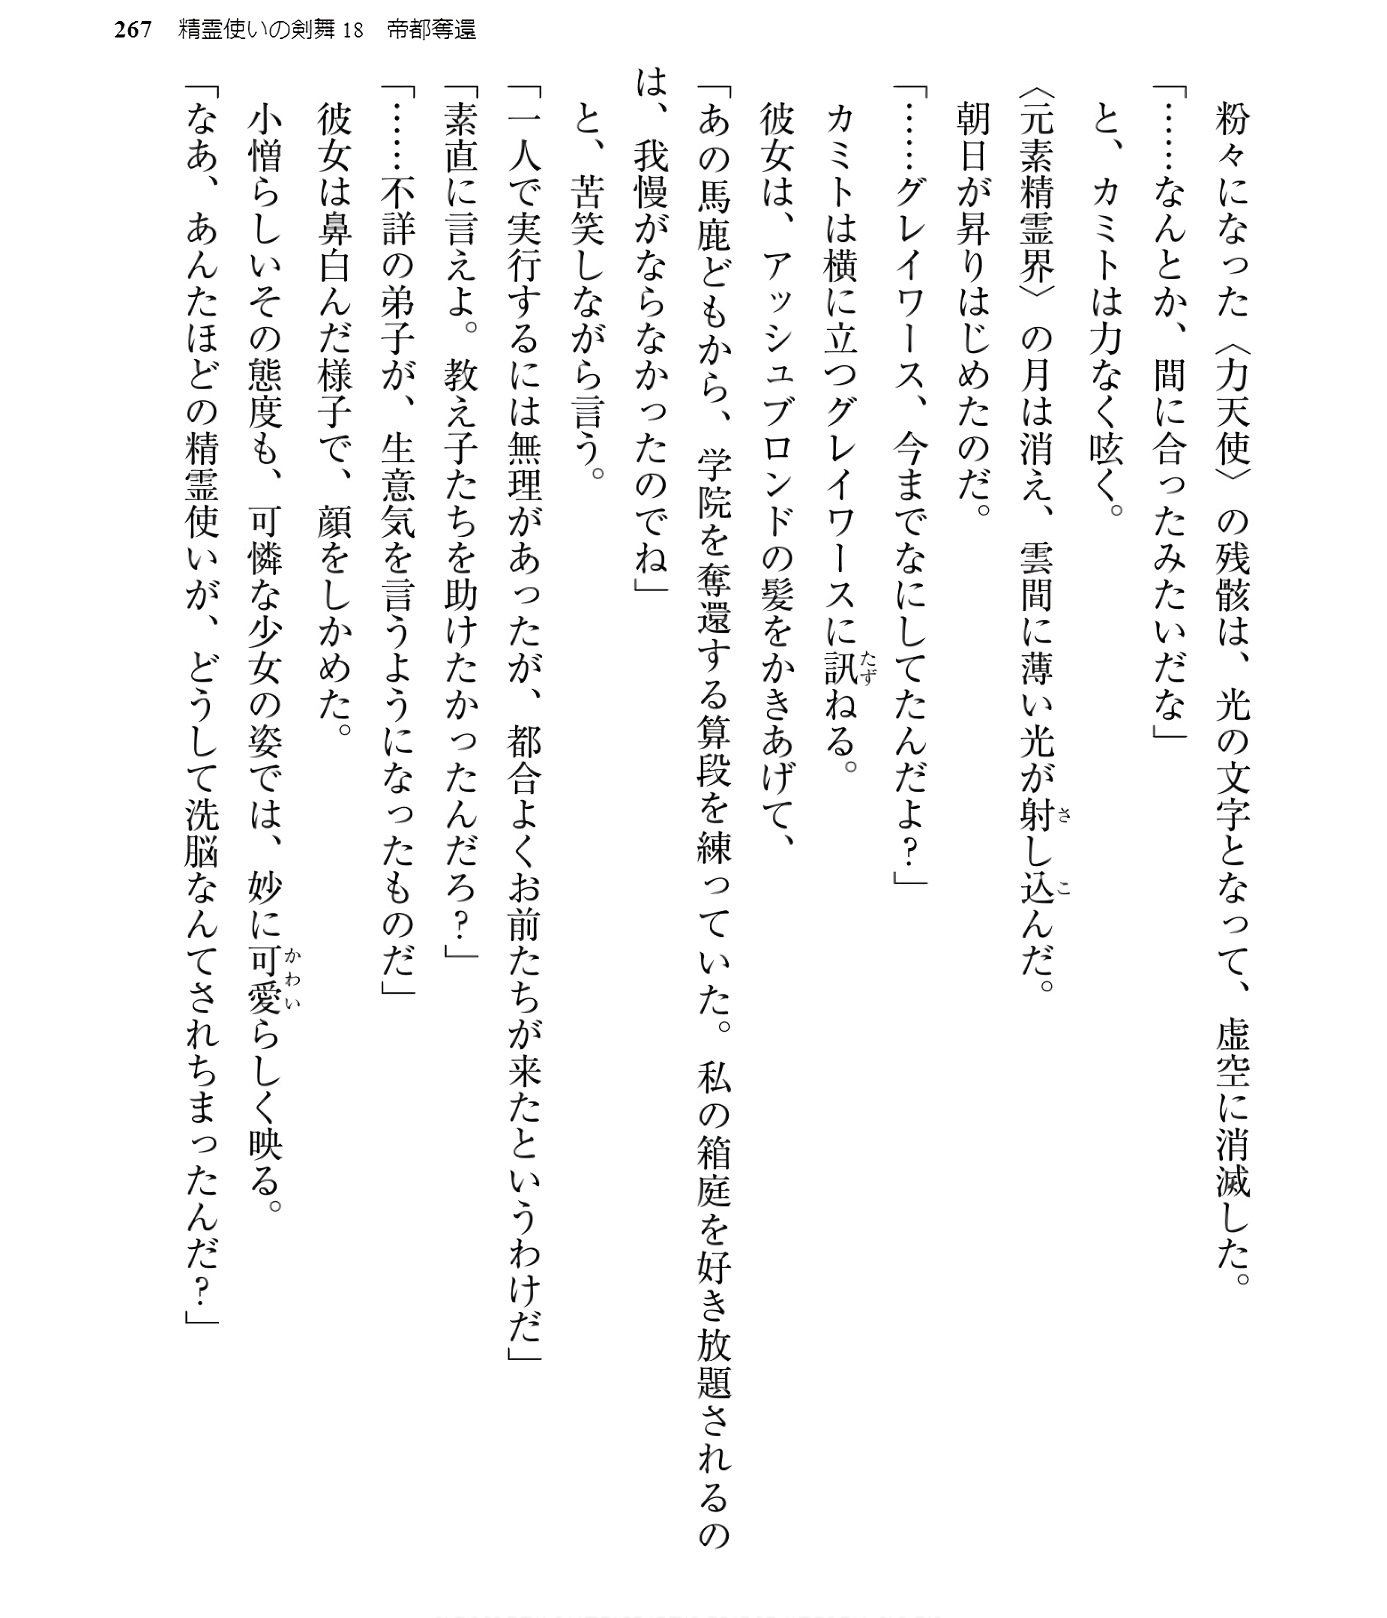 267 精霊使いの剣舞18 帝都奪還
粉々になった〈力天使〉の残骸は、光の文字となって、虚空に消滅した。
「……なんとか、間に合ったみたいだな」
と、カミトは力なく呟く。
〈元素精霊界〉の月は消え、雲間に薄い光が射し込んだ。
朝日が昇りはじめたのだ。
「……グレイワース、今までなにしてたんだよ?」
カミトは横に立つグレイワースに訊ねる。
彼女は、アッシュブロンドの髪をかきあげて、
「あの馬鹿どもから、学院を奪還する算段を練っていた。私の箱庭を好き放題されるの
は、我慢がならなかったのでね」
と、苦笑しながら言う。
「一人で実行するには無理があったが、都合よくお前たちが来たというわけだ」
「素直に言えよ。教え子たちを助けたかったんだろ?」
「……不詳の弟子が、生意気を言うようになったものだ」
彼女は鼻白んだ様子で、顔をしかめた。
小憎らしいその態度も、可憐な少女の姿では、妙に可愛らしく映る。
「なあ、あんたほどの精霊使いが、どうして洗脳なんてされちまったんだ?」